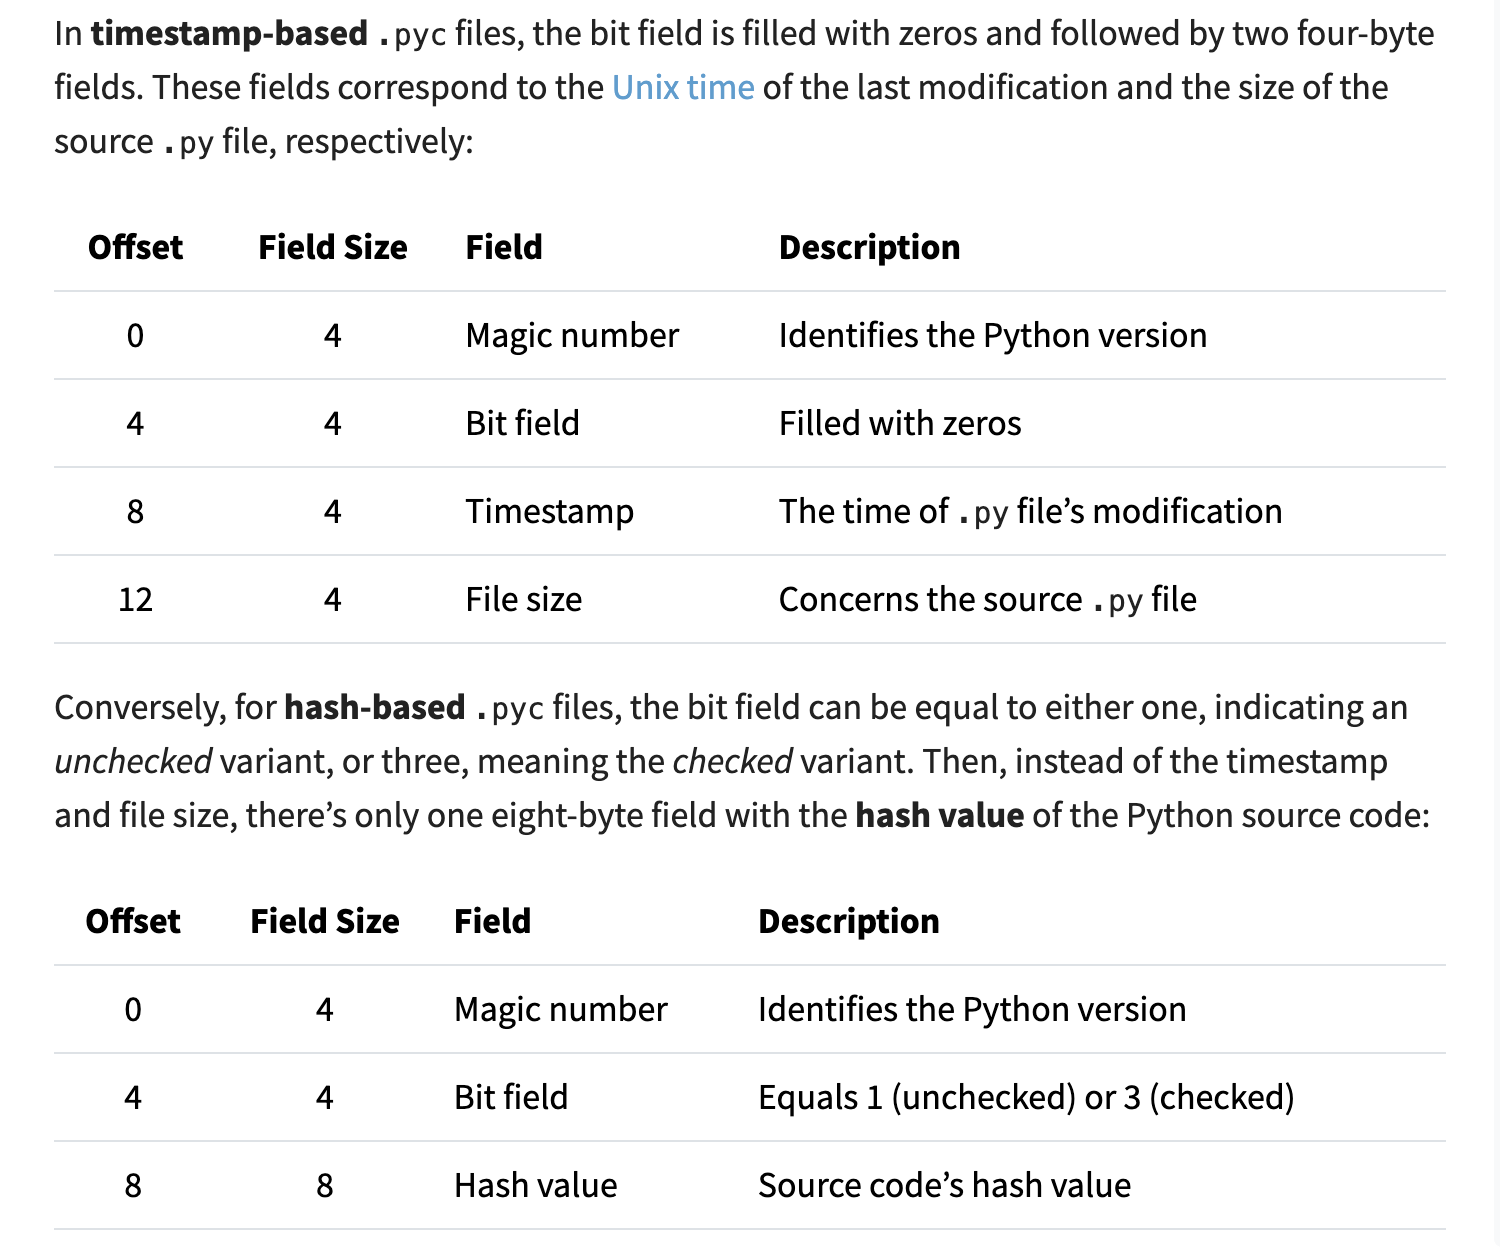 In timestamp-based .pyc files, the bit field is filled with zeros and followed by two four-byte
fields. These fields correspond to the Unix time of the last modification and the size of the
source .py file, respectively:
Offset Field Size Field Description
0 4 Magic number Identifies the Python version
4 4 Bit field Filled with zeros
8 4 Timestamp The time of .py file’s modification
12 4 File size Concerns the source .py file
Conversely, for hash-based .pyc files, the bit field can be equal to either one, indicating an
unchecked variant, or three, meaning the checked variant. Then, instead of the timestamp
and file size, there’s only one eight-byte field with the hash value of the Python source code:
Offset Field Size Field Description
0 4 Magic number Identifies the Python version
4 4 Bit field Equals 1 (unchecked) or 3 (checked)
8 8 Hash value Source code’s hash value